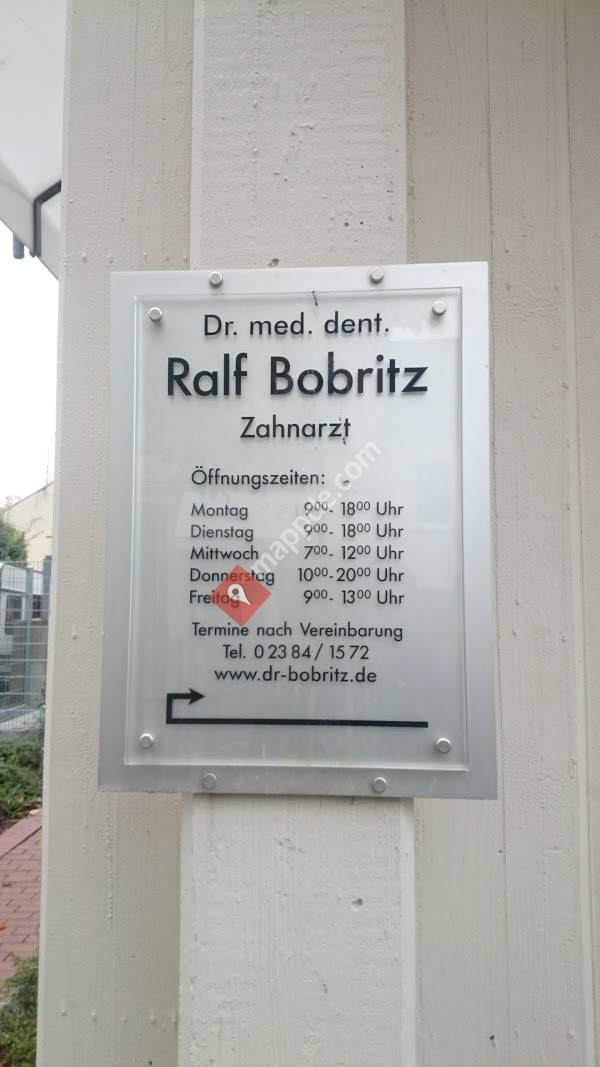 Dr. med. dent.
Ralf Bobritz
Zahnarzt
Öffnungszeiten:
Montag 9⁰⁰ - 18⁰⁰ Uhr
Dienstag 9⁰⁰ - 18⁰⁰ Uhr
Mittwoch 7⁰⁰ - 12⁰⁰ Uhr
Donnerstag 10⁰⁰ - 20⁰⁰ Uhr
Freitag 9⁰⁰ - 13⁰⁰ Uhr
Termine nach Vereinbarung
Tel. 0 23 84 / 15 72
www.dr-bobritz.de